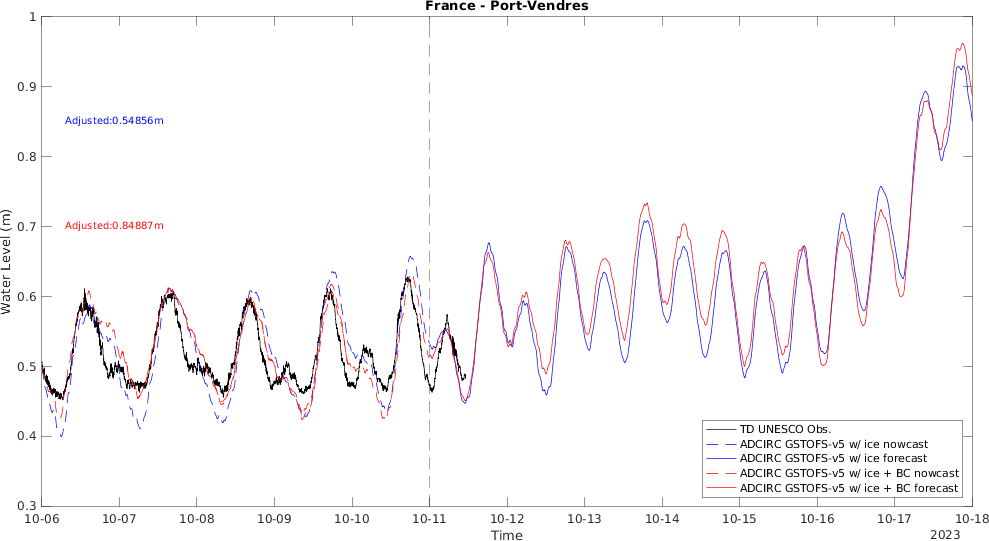 France - Port-Vendres
1
0.9
0.8
0.7
0.6
0.5
0.4
0.3
Water Level (m)
Adjusted:0.54856m
Adjusted:0.84887m
TD UNESCO Obs.
ADCIRC GSTOFS-v5 w/ ice nowcast
ADCIRC GSTOFS-v5 w/ ice forecast
ADCIRC GSTOFS-v5 w/ ice + BC nowcast
ADCIRC GSTOFS-v5 w/ ice + BC forecast
10-06 10-07 10-08 10-09 10-10 10-11 10-12 10-13 10-14 10-15 10-16 10-17 10-18
Time
2023